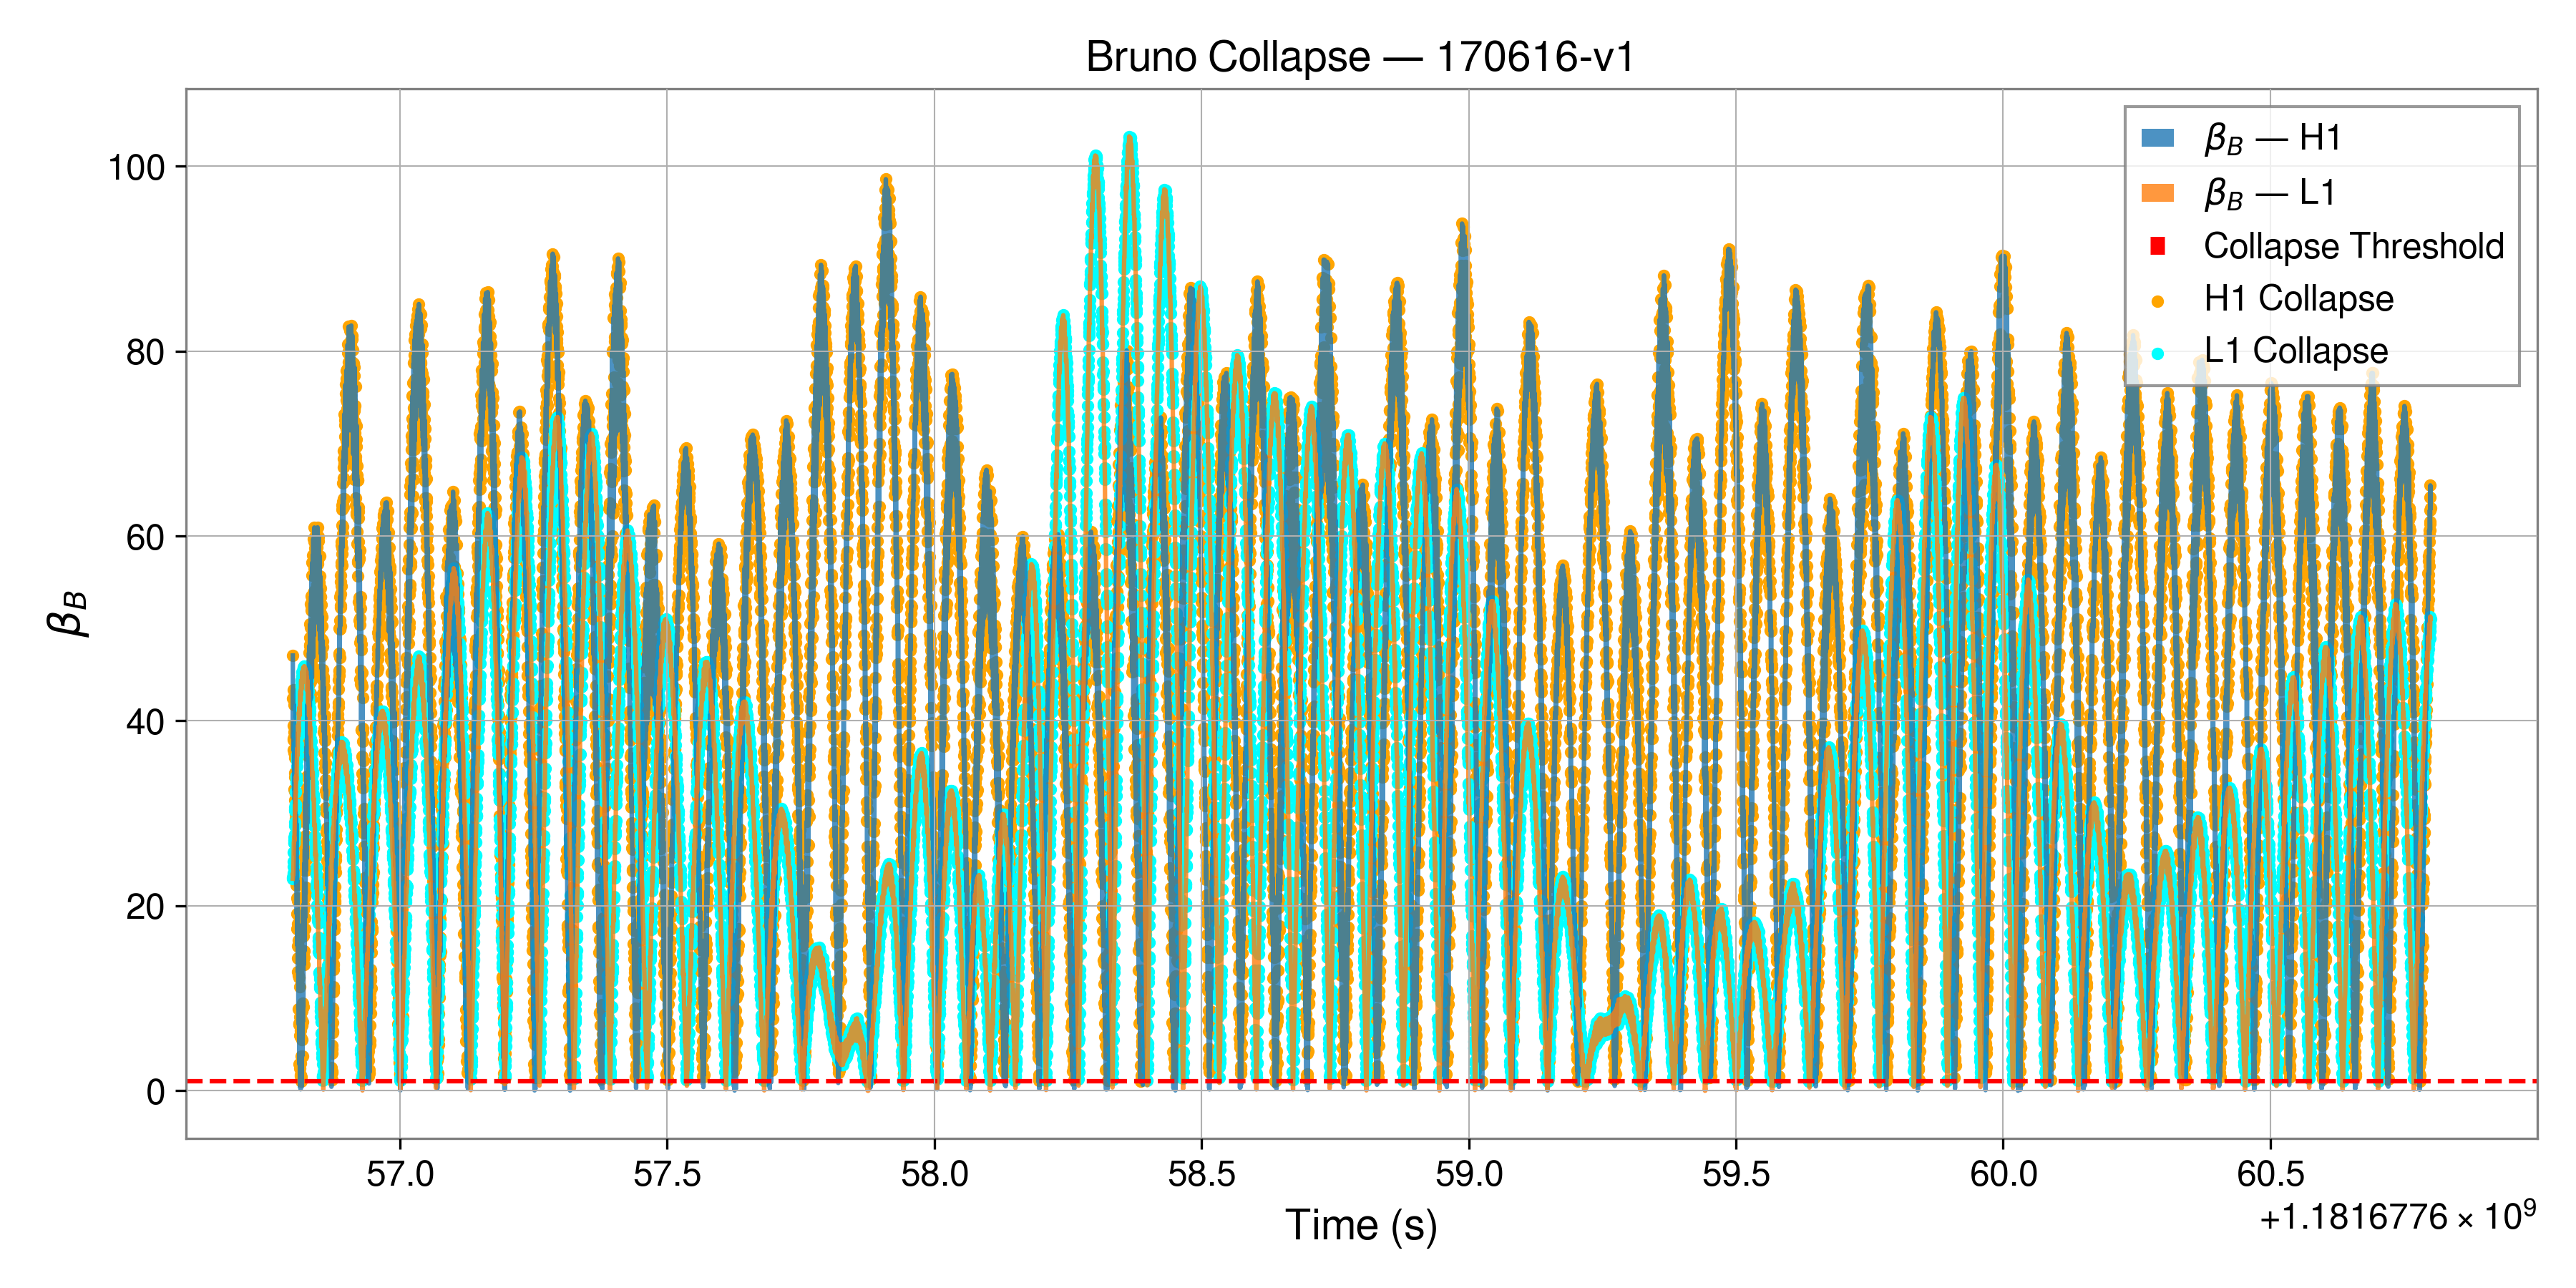 Bruno Collapse — 170616-v1
β_B — H1
β_B — L1
Collapse Threshold
H1 Collapse
L1 Collapse
100
80
60
40
20
0
β_B
57.0 57.5 58.0 58.5 59.0 59.5 60.0 60.5
Time (s)
+1.1816776 × 10⁹